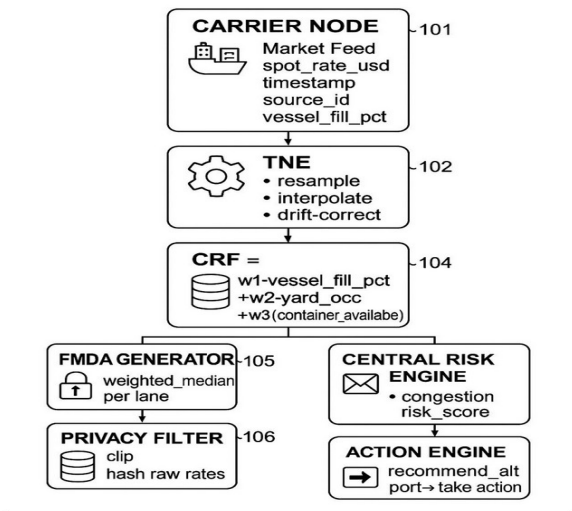 CARRIER NODE
101
Market Feed
spot_rate_usd
timestamp
source_id
vessel_fill_pct
TNE
102
• resample
• interpolate
• drift-correct
CRF =
104
w1-vessel_fill_pct
+w2-yard_occ
+w3(container_availabe)
FMDA GENERATOR
105
weighted_median
per lane
PRIVACY FILTER
106
clip
hash raw rates
CENTRAL RISK
ENGINE
• congestion
risk_score
ACTION ENGINE
recommend_alt
port→ take action